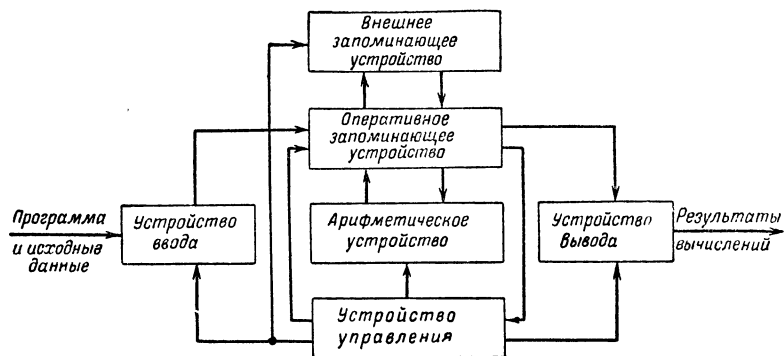 Внешнее
запоминающее
устройство
Оперативное
запоминающее
устройство
Программа
и исходные
данные
Устройство
ввода
Арифметическое
устройство
Устройство
вывода
Результаты
вычислений
Устройство
управления